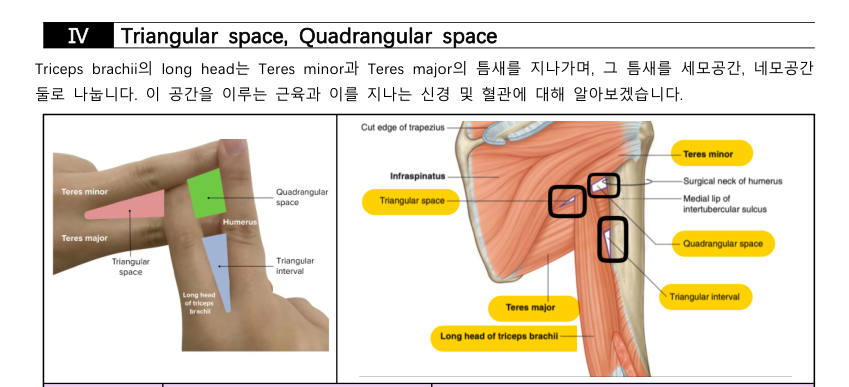 Ⅳ Triangular space, Quadrangular space
Triceps brachii의 long head는 Teres minor과 Teres major의 틈새를 지나가며, 그 틈새를 세모공간, 네모공간
둘로 나눕니다. 이 공간을 이루는 근육과 이를 지나는 신경 및 혈관에 대해 알아보겠습니다.
Teres minor
Quadrangular
space
Humerus
Teres major
Triangular
space
Triangular
interval
Long head
of triceps
brachii
Cut edge of trapezius
Teres minor
Infraspinatus
Surgical neck of humerus
Triangular space
Medial lip of
intertubercular sulcus
Quadrangular space
Triangular interval
Teres major
Long head of triceps brachii